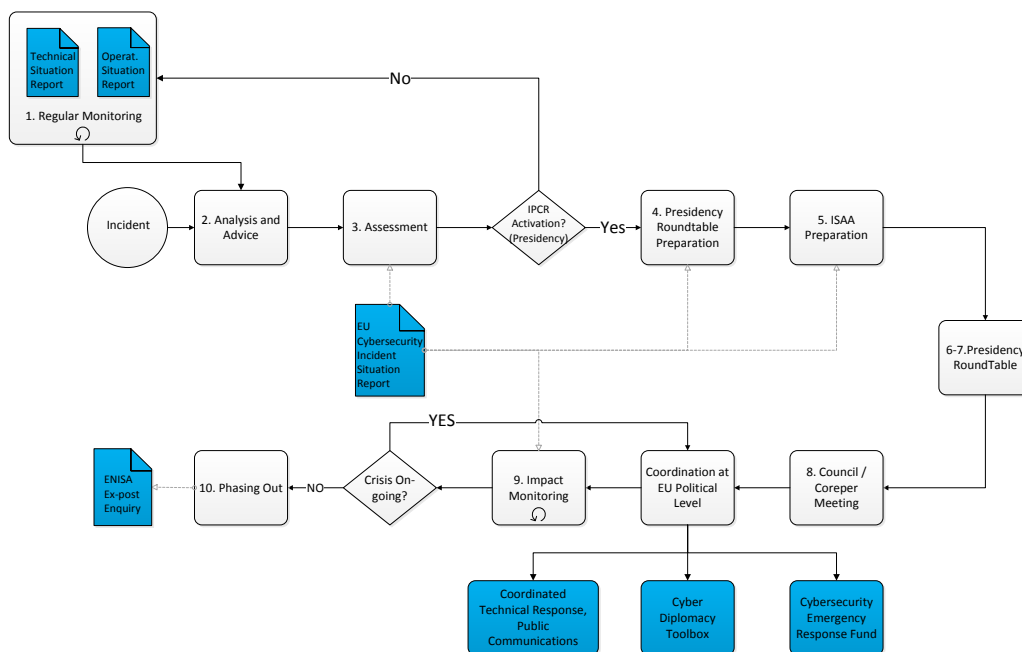 Technical
Situation
Report
Operat.
Situation
Report
1. Regular Monitoring
No
Incident
2. Analysis and
Advice
3. Assessment
IPCR
Activation?
(Presidency)
Yes
4. Presidency
Roundtable
Preparation
5. ISAA
Preparation
EU
Cybersecurity
Incident
Situation
Report
6-7.Presidency
RoundTable
YES
ENISA
Ex-post
Enquiry
10. Phasing Out
NO
Crisis On-
going?
9. Impact
Monitoring
Coordination at
EU Political
Level
8. Council /
Coreper
Meeting
Coordinated
Technical Response,
Public
Communications
Cyber
Diplomacy
Toolbox
Cybersecurity
Emergency
Response Fund